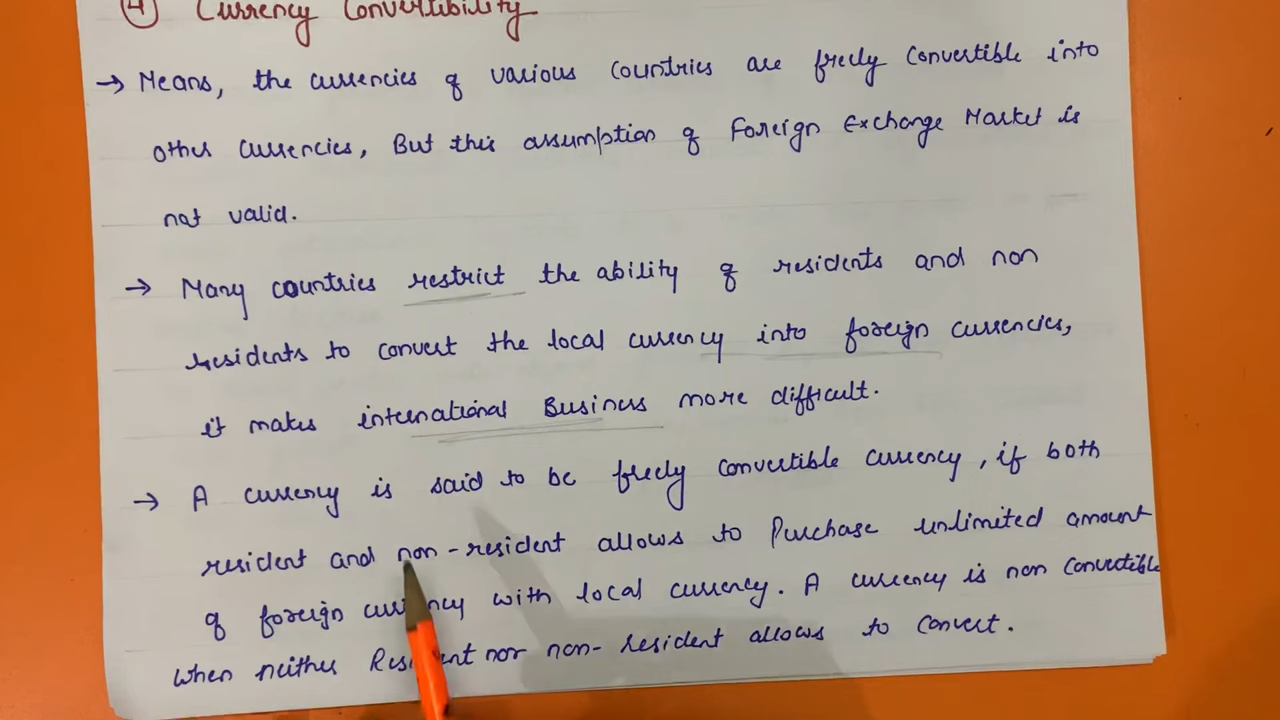 4 Currency Convertibility
→ Means, the currencies of various countries are freely convertible into
other currencies, But this assumption of Foreign Exchange Market is
not valid.
→ Many countries restrict the ability of residents and non
residents to convert the local currency into foreign currencies,
it makes international Business more difficult.
→ A currency is said to be freely convertible currency, if both
resident and non-resident allows to Purchase unlimited amount
of foreign currency with local currency. A currency is non convertible
When neither Resident nor non-resident allows to convert.